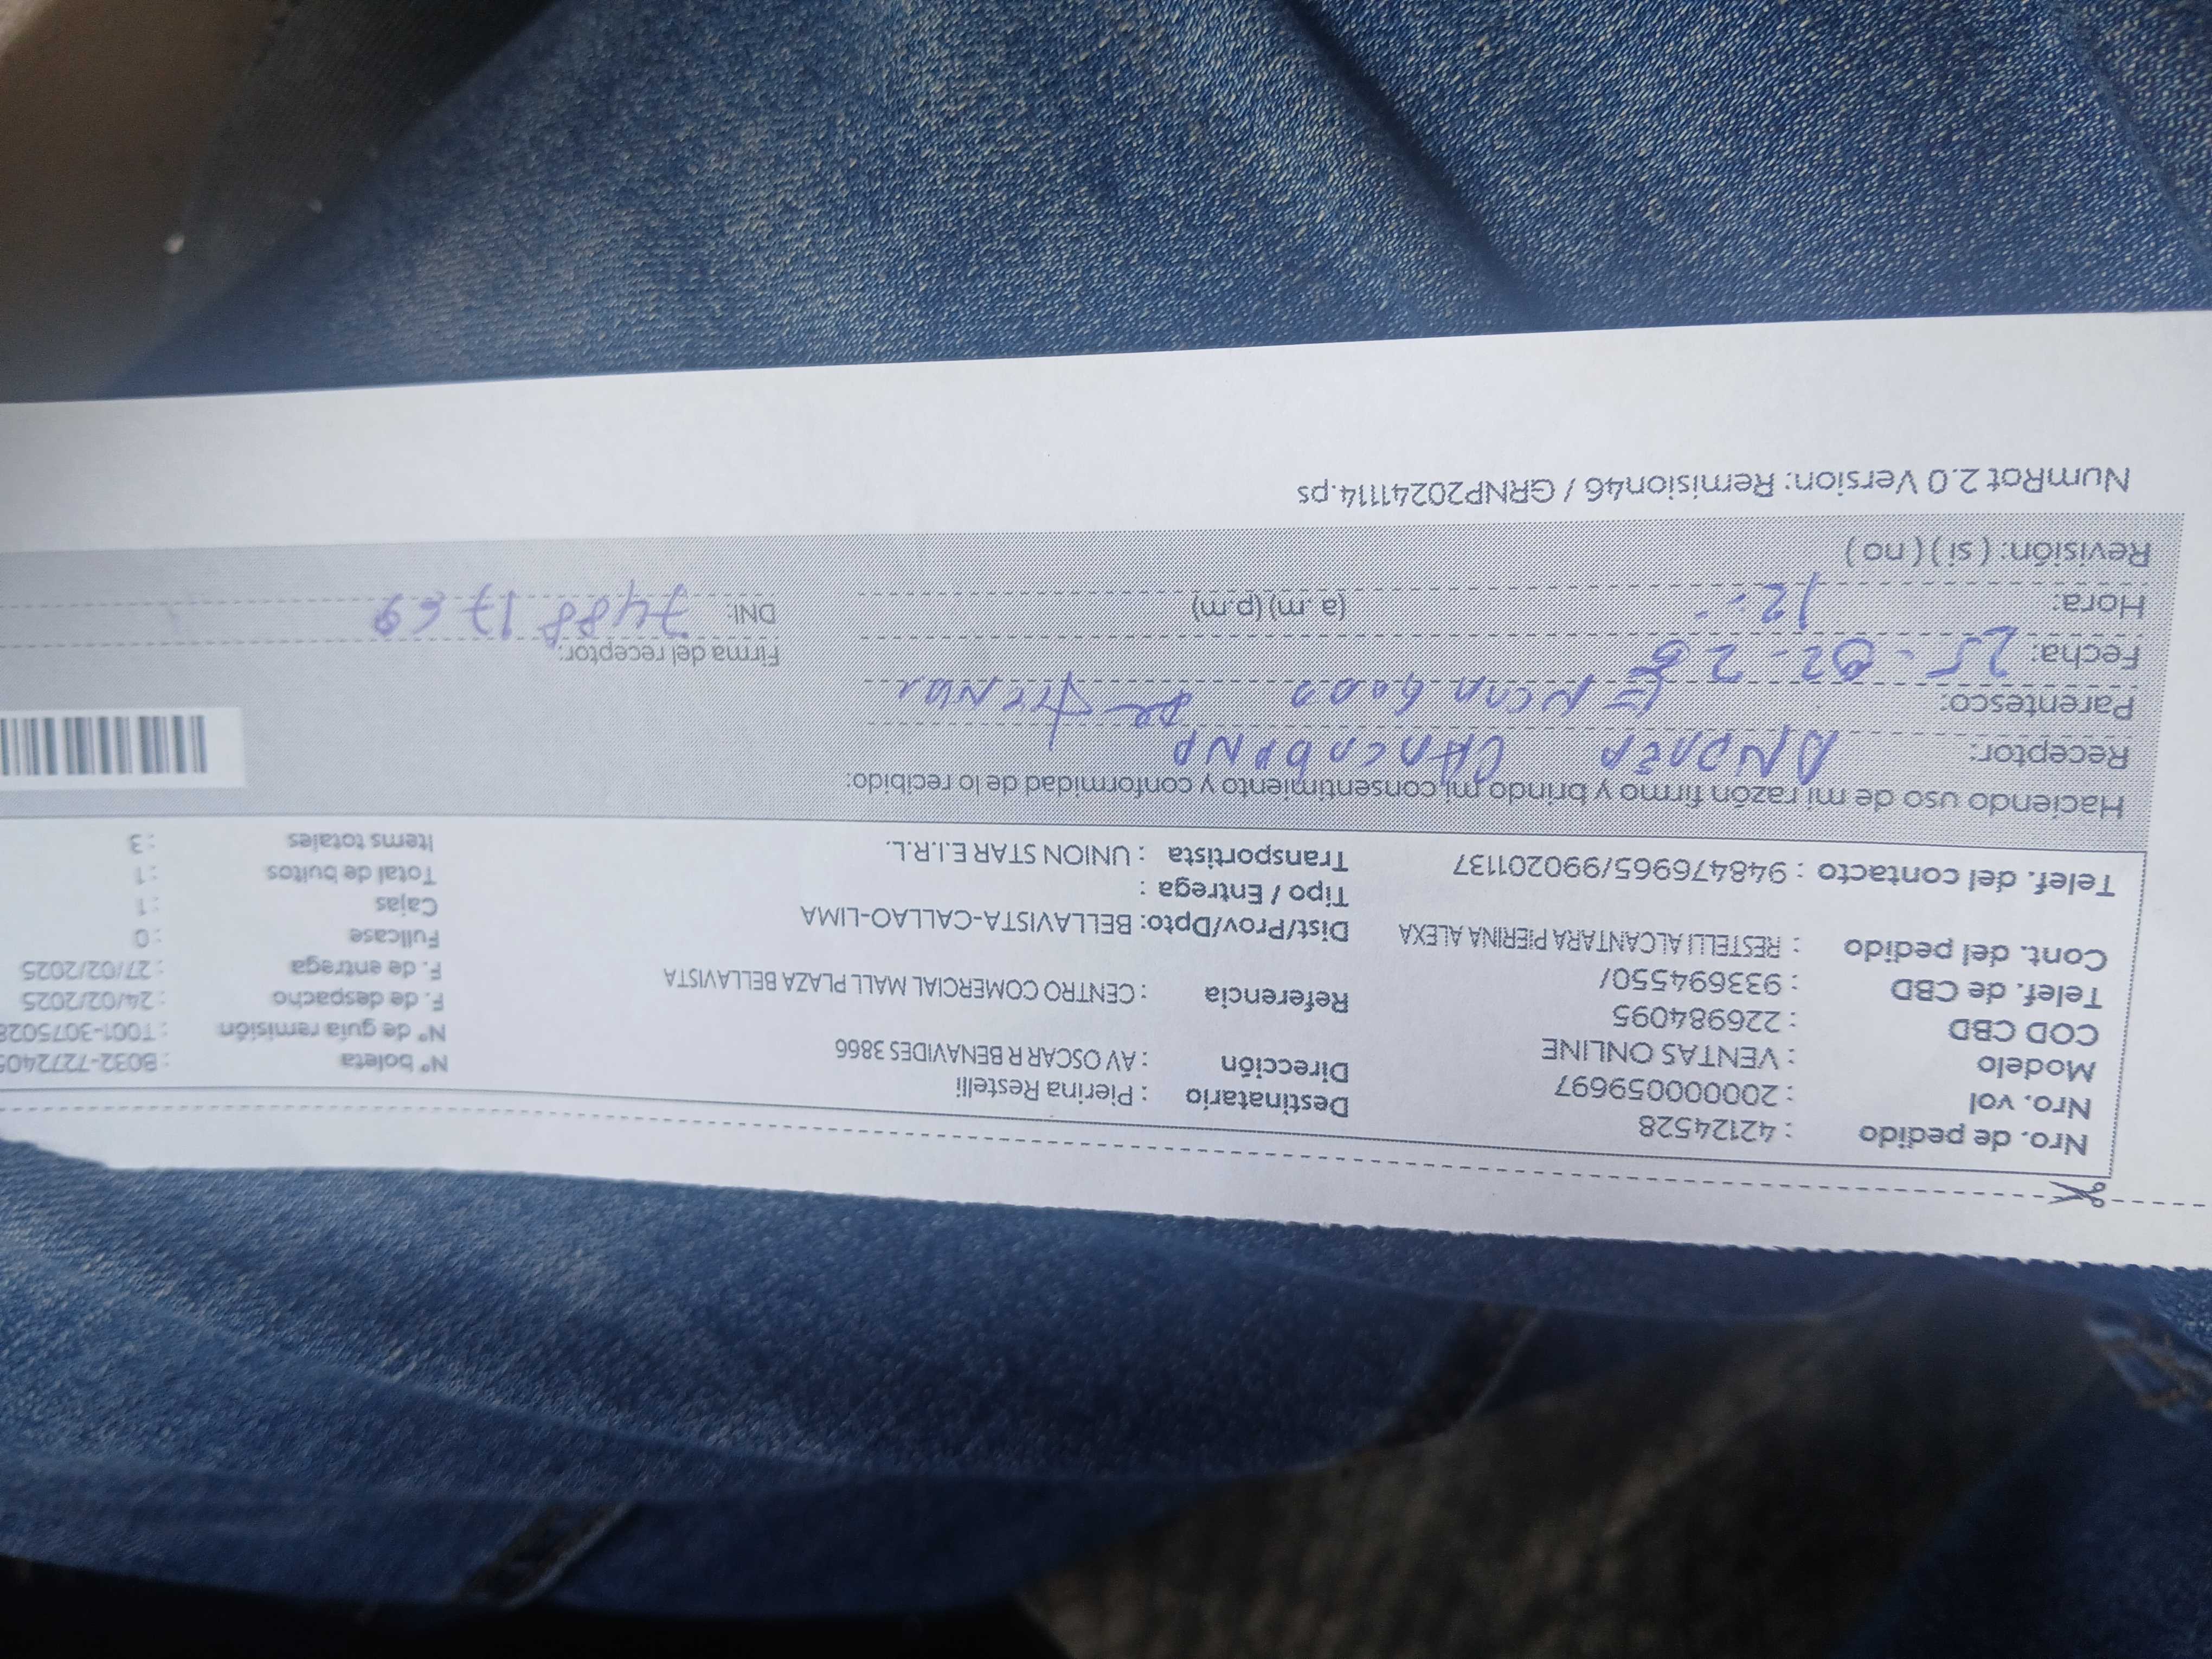 Nro. de pedido : 42124528
Nro. vol : 20000059697
Modelo : VENTAS ONLINE
COD CBD : 226984095
Telef. de CBD : 933694550/
Cont. del pedido : RESTELLI ALCANTARA PIERINA ALEXA
Telef. del contacto : 948476965/990201137
Destinatario : Pierina Restelli
Dirección : AV OSCAR R BENAVIDES 3866
Referencia : CENTRO COMERCIAL MALL PLAZA BELLAVISTA
Dist/Prov/Dpto: BELLAVISTA-CALLAO-LIMA
Tipo / Entrega :
Transportista : UNION STAR E.I.R.L.
Nº boleta : B032-7272405
Nº de guía remisión : T001-3075028
F. de despacho : 24/02/2025
F. de entrega : 27/02/2025
Fullcase : 0
Cajas : 1
Total de bultos : 1
Items totales : 3
Haciendo uso de mi razón firmo y brindo mi consentimiento y conformidad de lo recibido:
Receptor: ANDREA
Parentesco: ENCARGADA DE TIENDA
Fecha: 25-02-25
Hora: 12:- (a.m) (p.m)
Revisión: ( si ) ( no )
Firma del receptor:
DNI: 74881769
NumRot 2.0 Version: Remision46 / GRNP20241114.ps